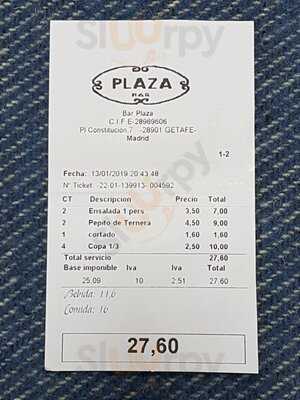 Sluurpy
PLAZA
BAR
Bar Plaza
C.I.F E-28989606
Pl Constitucion,7 -28901 GETAFE-
Madrid
1-2
Fecha: 13/01/2019 20:43:48
Nº Ticket -22-01-139913- 004592
CT Descripcion Precio Total
2 Ensalada 1 pers 3,50 7,00
2 Pepito de Ternera 4,50 9,00
1 cortado 1,60 1,60
4 Copa 1/3 2,50 10,00
Total servicio 27,60
Base imponible Iva Iva Total
25,09 10 2,51 27,60
Bebida: 11,6
Comida: 16
27,60
Sluurpy